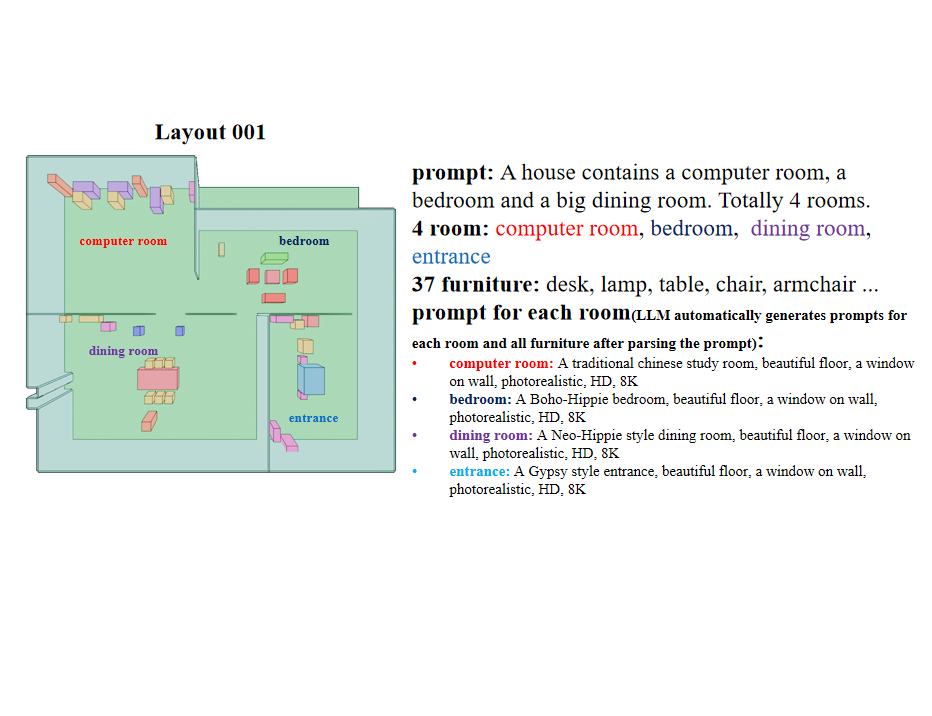 Layout 001
computer room
bedroom
dining room
entrance
prompt: A house contains a computer room, a
bedroom and a big dining room. Totally 4 rooms.
4 room: computer room, bedroom, dining room,
entrance
37 furniture: desk, lamp, table, chair, armchair ...
prompt for each room(LLM automatically generates prompts for
each room and all furniture after parsing the prompt):
• computer room: A traditional chinese study room, beautiful floor, a window
on wall, photorealistic, HD, 8K
• bedroom: A Boho-Hippie bedroom, beautiful floor, a window on wall,
photorealistic, HD, 8K
• dining room: A Neo-Hippie style dining room, beautiful floor, a window on
wall, photorealistic, HD, 8K
• entrance: A Gypsy style entrance, beautiful floor, a window on wall,
photorealistic, HD, 8K